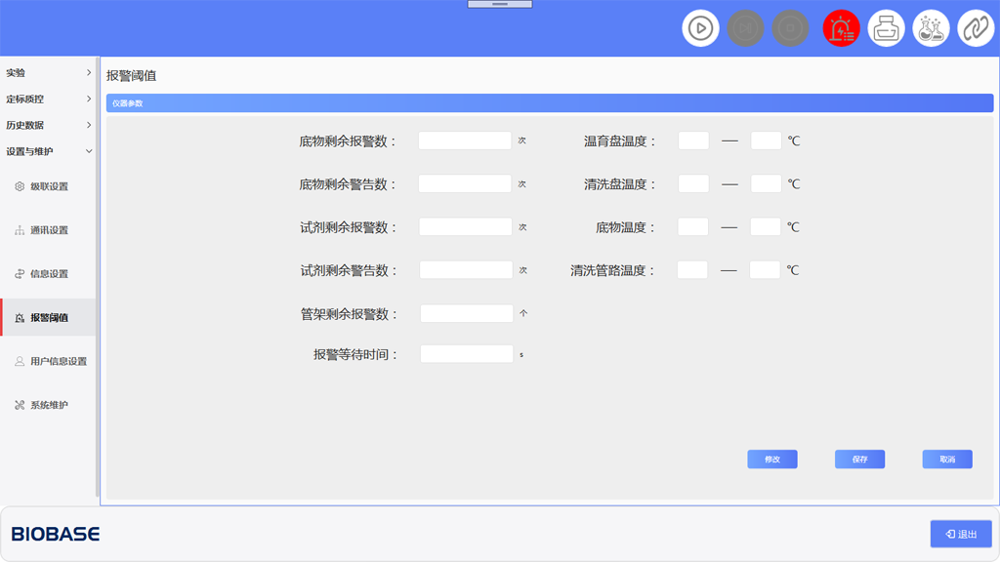 实验
定标质控
历史数据
设置与维护
级联设置
通讯设置
信息设置
报警阈值
用户信息设置
系统维护
报警阈值
仪器参数
底物剩余报警数： 次 温育盘温度： — ℃
底物剩余警告数： 次 清洗盘温度： — ℃
试剂剩余报警数： 次 底物温度： — ℃
试剂剩余警告数： 次 清洗管路温度： — ℃
管架剩余报警数： 个
报警等待时间： s
修改 保存 取消
BIOBASE 退出